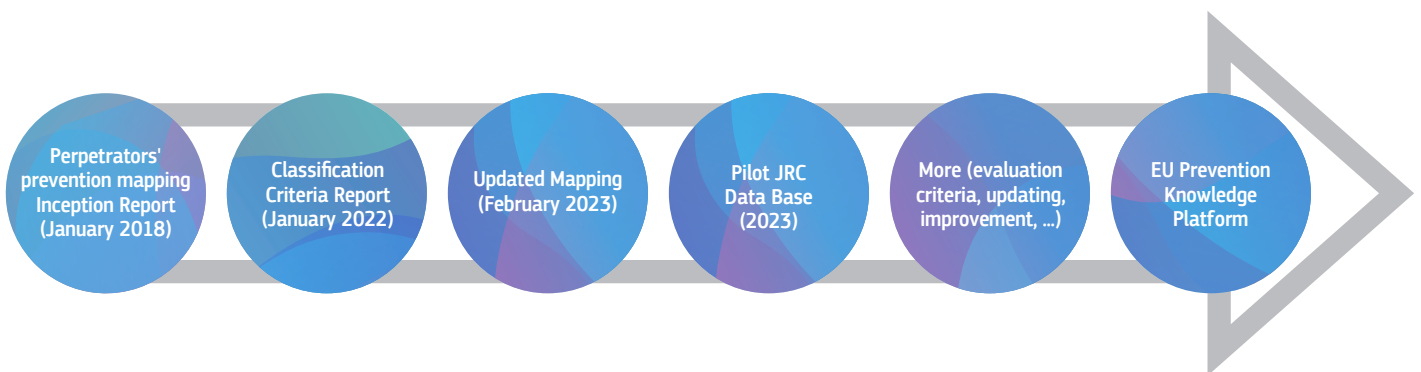 Perpetrators'
prevention mapping
Inception Report
(January 2018)
Classification
Criteria Report
(January 2022)
Updated Mapping
(February 2023)
Pilot JRC
Data Base
(2023)
More (evaluation
criteria, updating,
improvement, ...)
EU Prevention
Knowledge
Platform